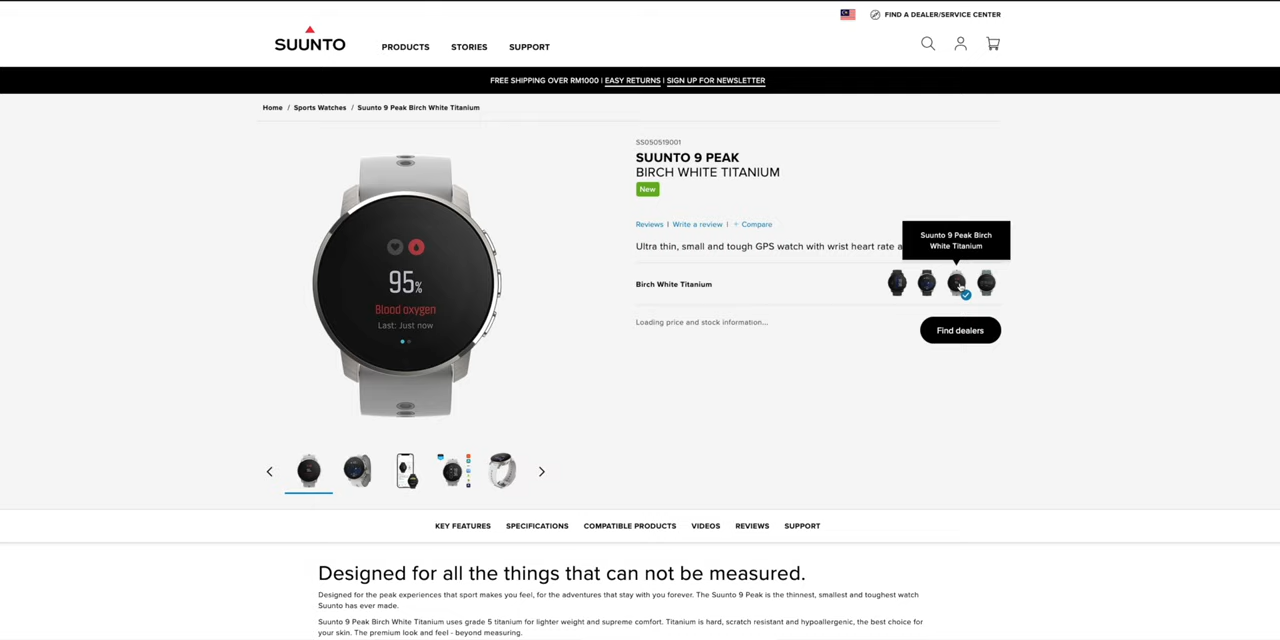 FIND A DEALER/SERVICE CENTER
SUUNTO
PRODUCTS
STORIES
SUPPORT
FREE SHIPPING OVER RM1000 | EASY RETURNS | SIGN UP FOR NEWSLETTER
Home / Sports Watches / Suunto 9 Peak Birch White Titanium
SS050519001
SUUNTO 9 PEAK
BIRCH WHITE TITANIUM
New
Reviews | Write a review | + Compare
Suunto 9 Peak Birch
White Titanium
Ultra thin, small and tough GPS watch with wrist heart rate a
Birch White Titanium
Loading price and stock information...
Find dealers
95%
Blood oxygen
Last: Just now
KEY FEATURES
SPECIFICATIONS
COMPATIBLE PRODUCTS
VIDEOS
REVIEWS
SUPPORT
Designed for all the things that can not be measured.
Designed for the peak experiences that sport makes you feel, for the adventures that stay with you forever. The Suunto 9 Peak is the thinnest, smallest and toughest watch
Suunto has ever made.
Suunto 9 Peak Birch White Titanium uses grade 5 titanium for lighter weight and supreme comfort. Titanium is hard, scratch resistant and hypoallergenic, the best choice for
your skin. The premium look and feel - beyond measuring.